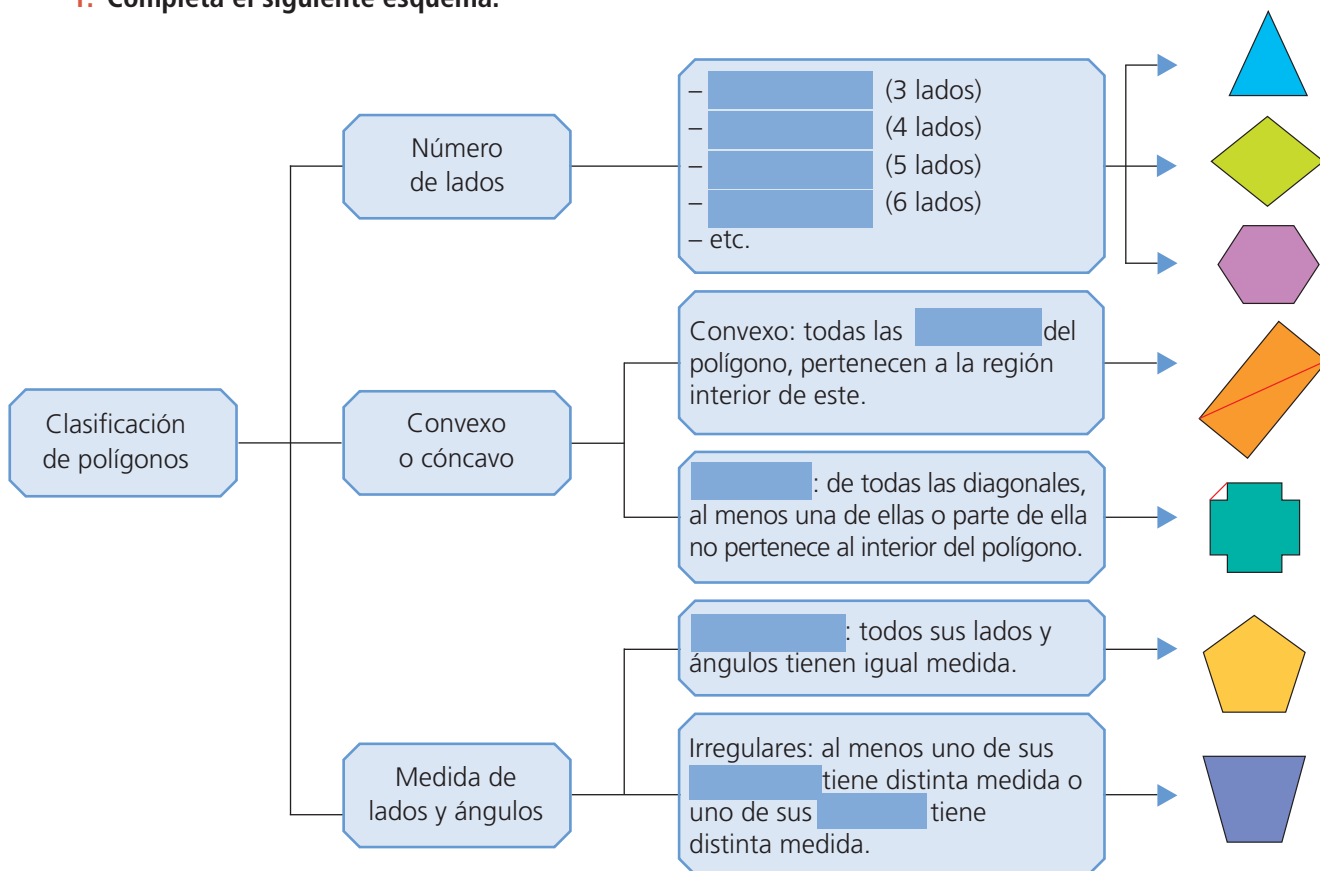 1. Completa el siguiente esquema.
Clasificación
de polígonos
Número
de lados
– (3 lados)
– (4 lados)
– (5 lados)
– (6 lados)
– etc.
Convexo
o cóncavo
Convexo: todas las del
polígono, pertenecen a la región
interior de este.
: de todas las diagonales,
al menos una de ellas o parte de ella
no pertenece al interior del polígono.
Medida de
lados y ángulos
: todos sus lados y
ángulos tienen igual medida.
Irregulares: al menos uno de sus
tiene distinta medida o
uno de sus tiene
distinta medida.